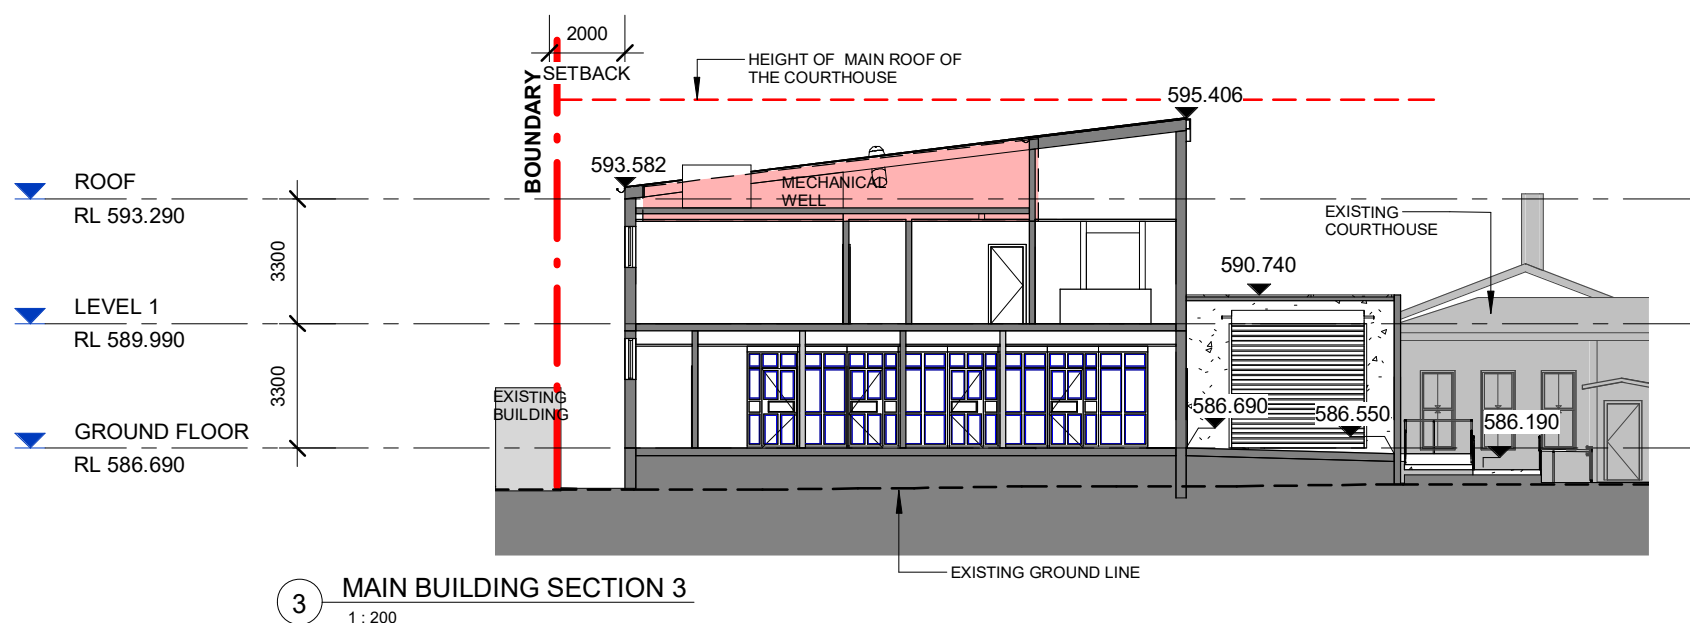 2000
SETBACK
BOUNDARY
HEIGHT OF MAIN ROOF OF
THE COURTHOUSE
595.406
593.582
ROOF
RL 593.290
MECHANICAL
WELL
EXISTING
COURTHOUSE
3300
590.740
LEVEL 1
RL 589.990
3300
EXISTING
BUILDING
586.690
586.550
586.190
GROUND FLOOR
RL 586.690
EXISTING GROUND LINE
3
MAIN BUILDING SECTION 3
1 : 200